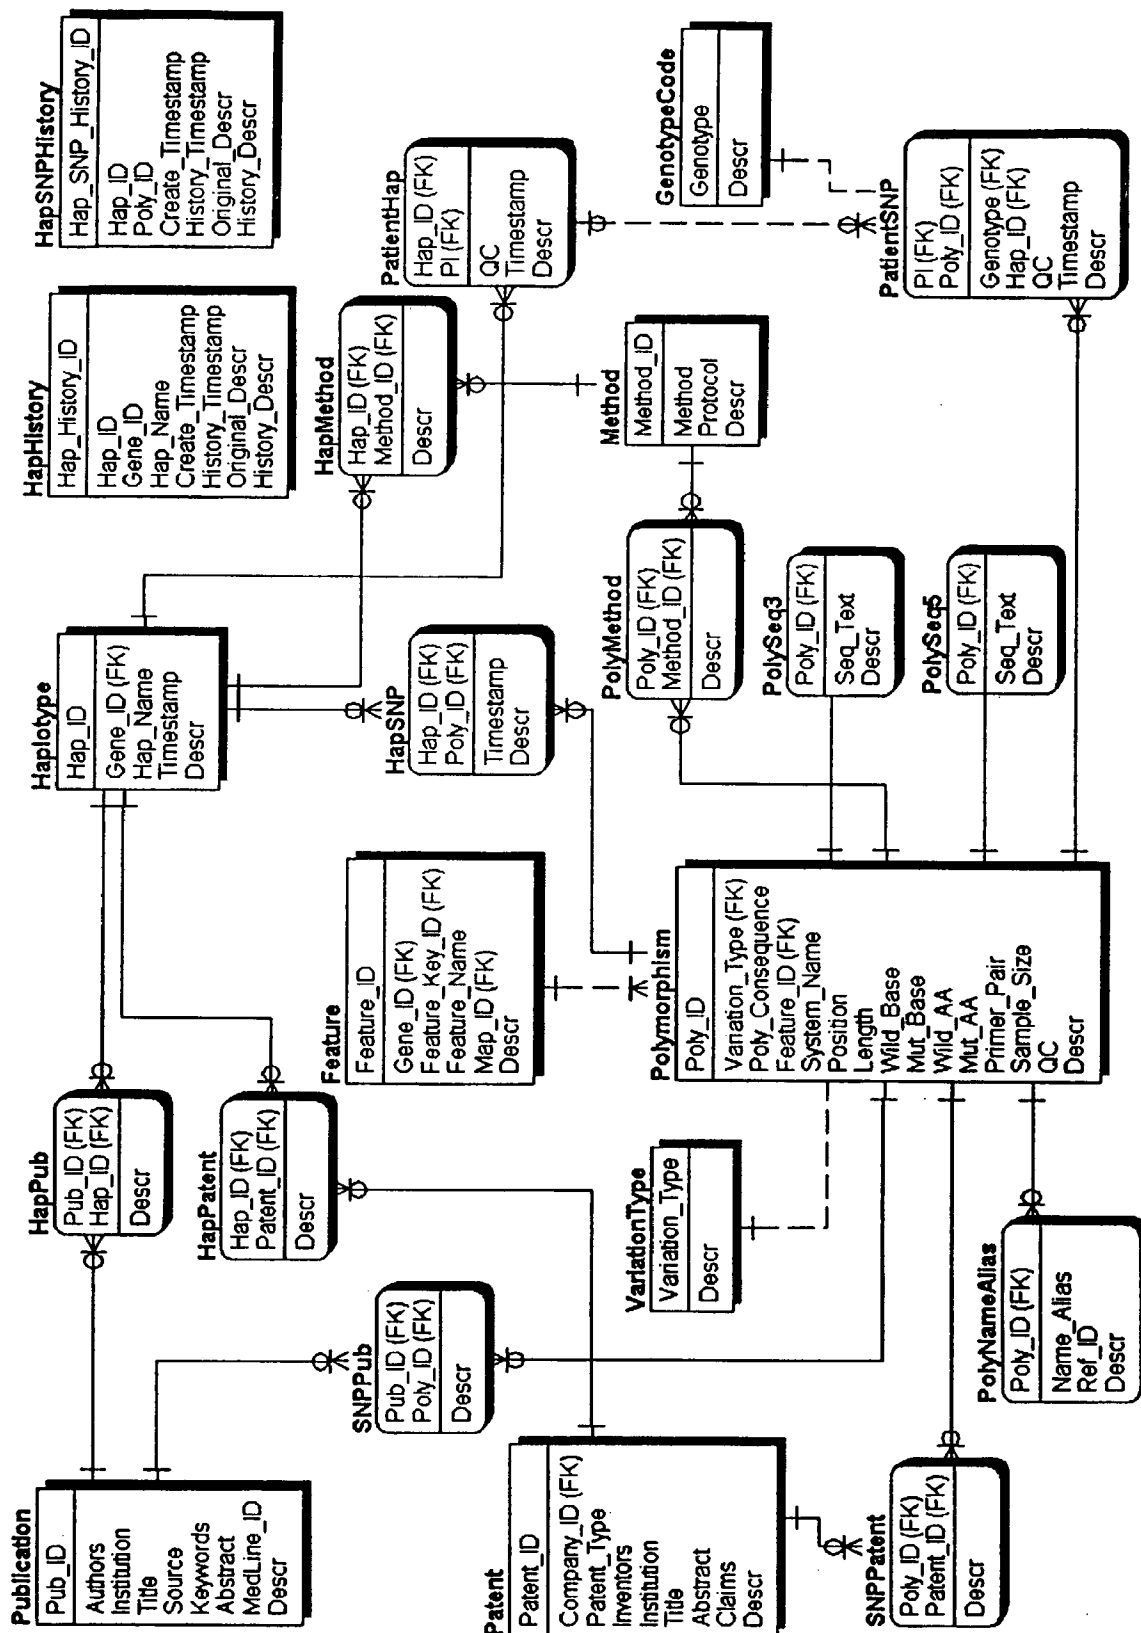 Publication
Pub_ID
Authors
Institution
Title
Source
Keywords
Abstract
MedLine_ID
Descr
HapPub
Pub_ID (FK)
Hap_ID (FK)
Descr
Haplotype
Hap_ID
Gene_ID (FK)
Hap_Name
Timestamp
Descr
HapHistory
Hap_History_ID
Hap_ID
Gene_ID
Hap_Name
Create_Timestamp
History_Timestamp
Original_Descr
History_Descr
HapSNPHistory
Hap_SNP_History_ID
Hap_ID
Poly_ID
Create_Timestamp
History_Timestamp
Original_Descr
History_Descr
HapPatent
Hap_ID (FK)
Patent_ID (FK)
Descr
SNPPub
Pub_ID (FK)
Poly_ID (FK)
Descr
Feature
Feature_ID
Gene_ID (FK)
Feature_Key_ID (FK)
Feature_Name
Map_ID (FK)
Descr
HapSNP
Hap_ID (FK)
Poly_ID (FK)
Timestamp
Descr
HapMethod
Hap_ID (FK)
Method_ID (FK)
Descr
PatientHap
Hap_ID (FK)
PI (FK)
QC
Timestamp
Descr
Patent
Patent_ID
Company_ID (FK)
Patent_Type
Inventors
Institution
Title
Abstract
Claims
Descr
VariationType
Variation_Type
Descr
Polymorphism
Poly_ID
Variation_Type (FK)
Poly_Consequence
Feature_ID (FK)
System_Name
Position
Length
Wild_Base
Mut_Base
Wild_AA
Mut_AA
Primer_Pair
Sample_Size
QC
Descr
PolyMethod
Poly_ID (FK)
Method_ID (FK)
Descr
Method
Method_ID
Method
Protocol
Descr
GenotypeCode
Genotype
Descr
PolySeq3
Poly_ID (FK)
Seq_Text
Descr
PolySeq5
Poly_ID (FK)
Seq_Text
Descr
PatientSNP
PI (FK)
Poly_ID (FK)
Genotype (FK)
Hap_ID (FK)
QC
Timestamp
Descr
SNPPatent
Poly_ID (FK)
Patent_ID (FK)
Descr
PolyNameAlias
Poly_ID (FK)
Name_Alias
Ref_ID
Descr